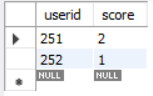 userid score
251 2
252 1
NULL NULL